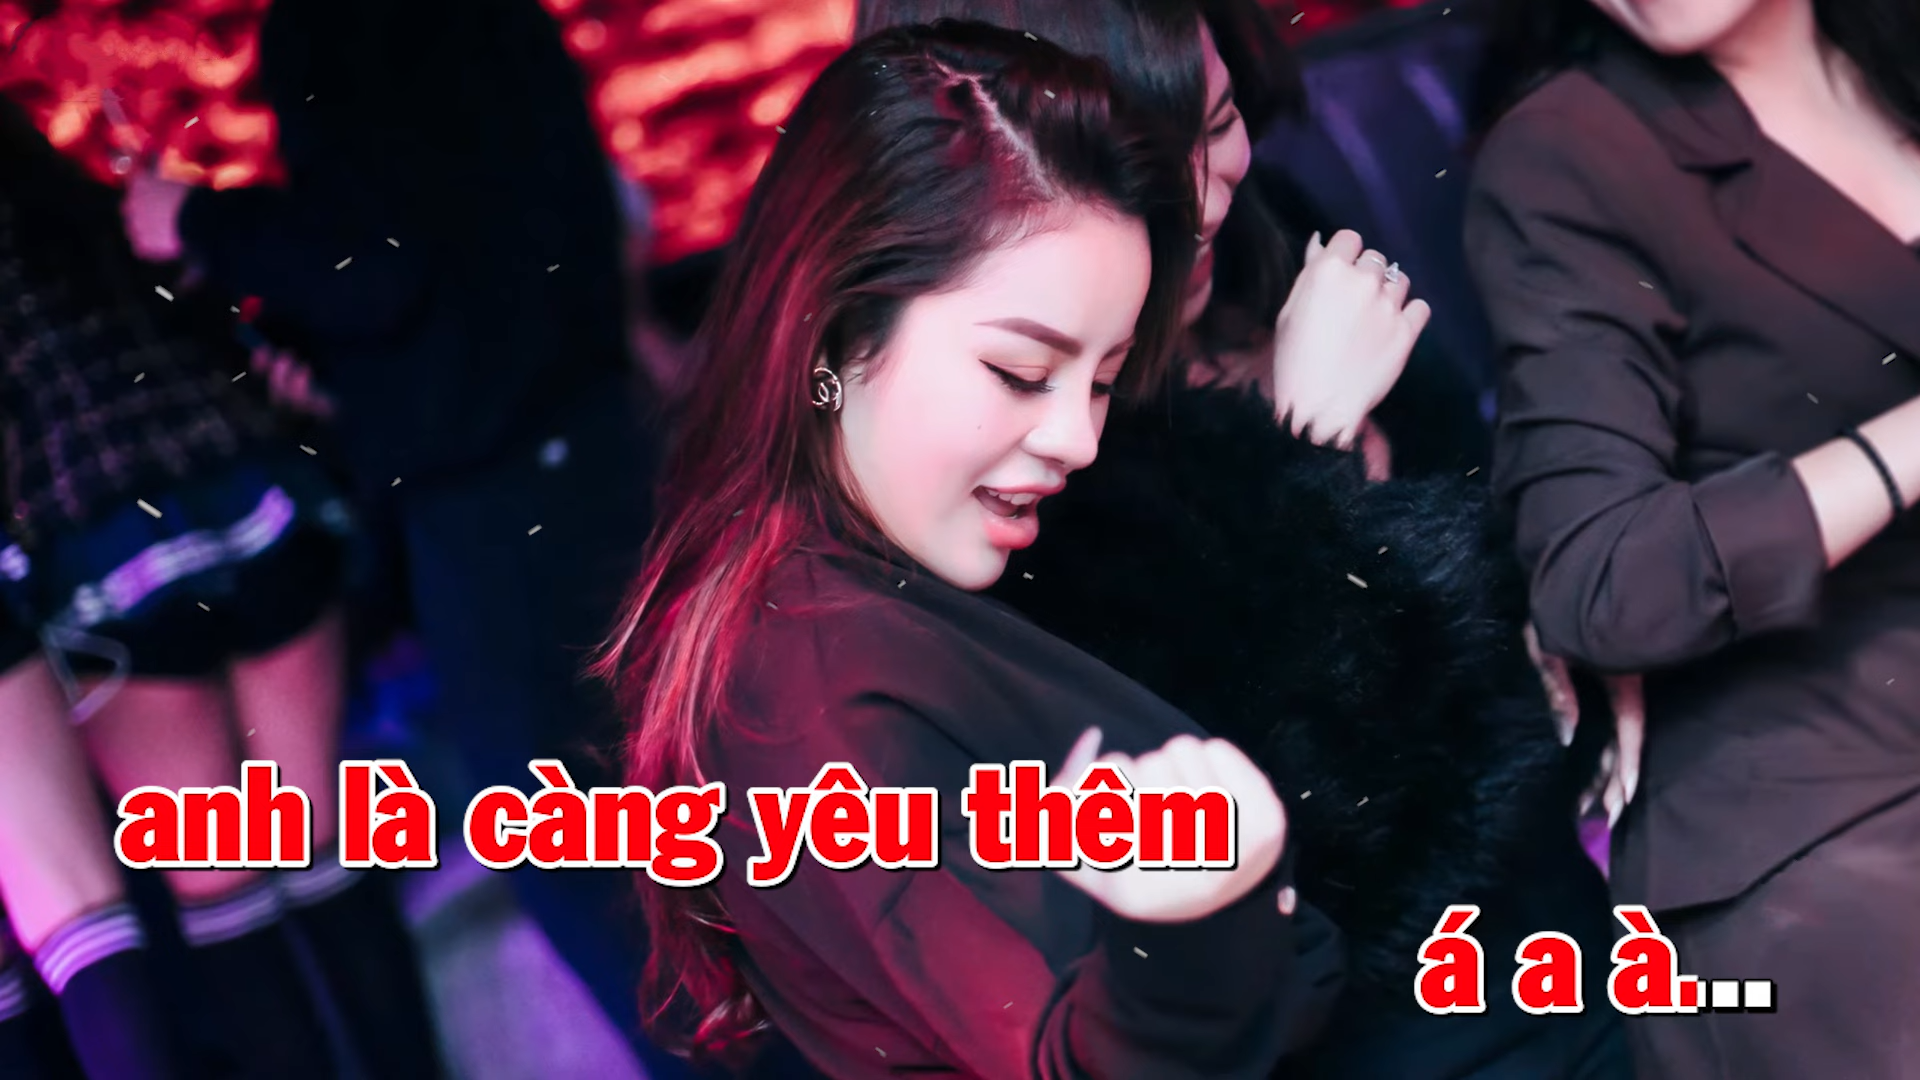 anh là càng yêu thêm
á a à...